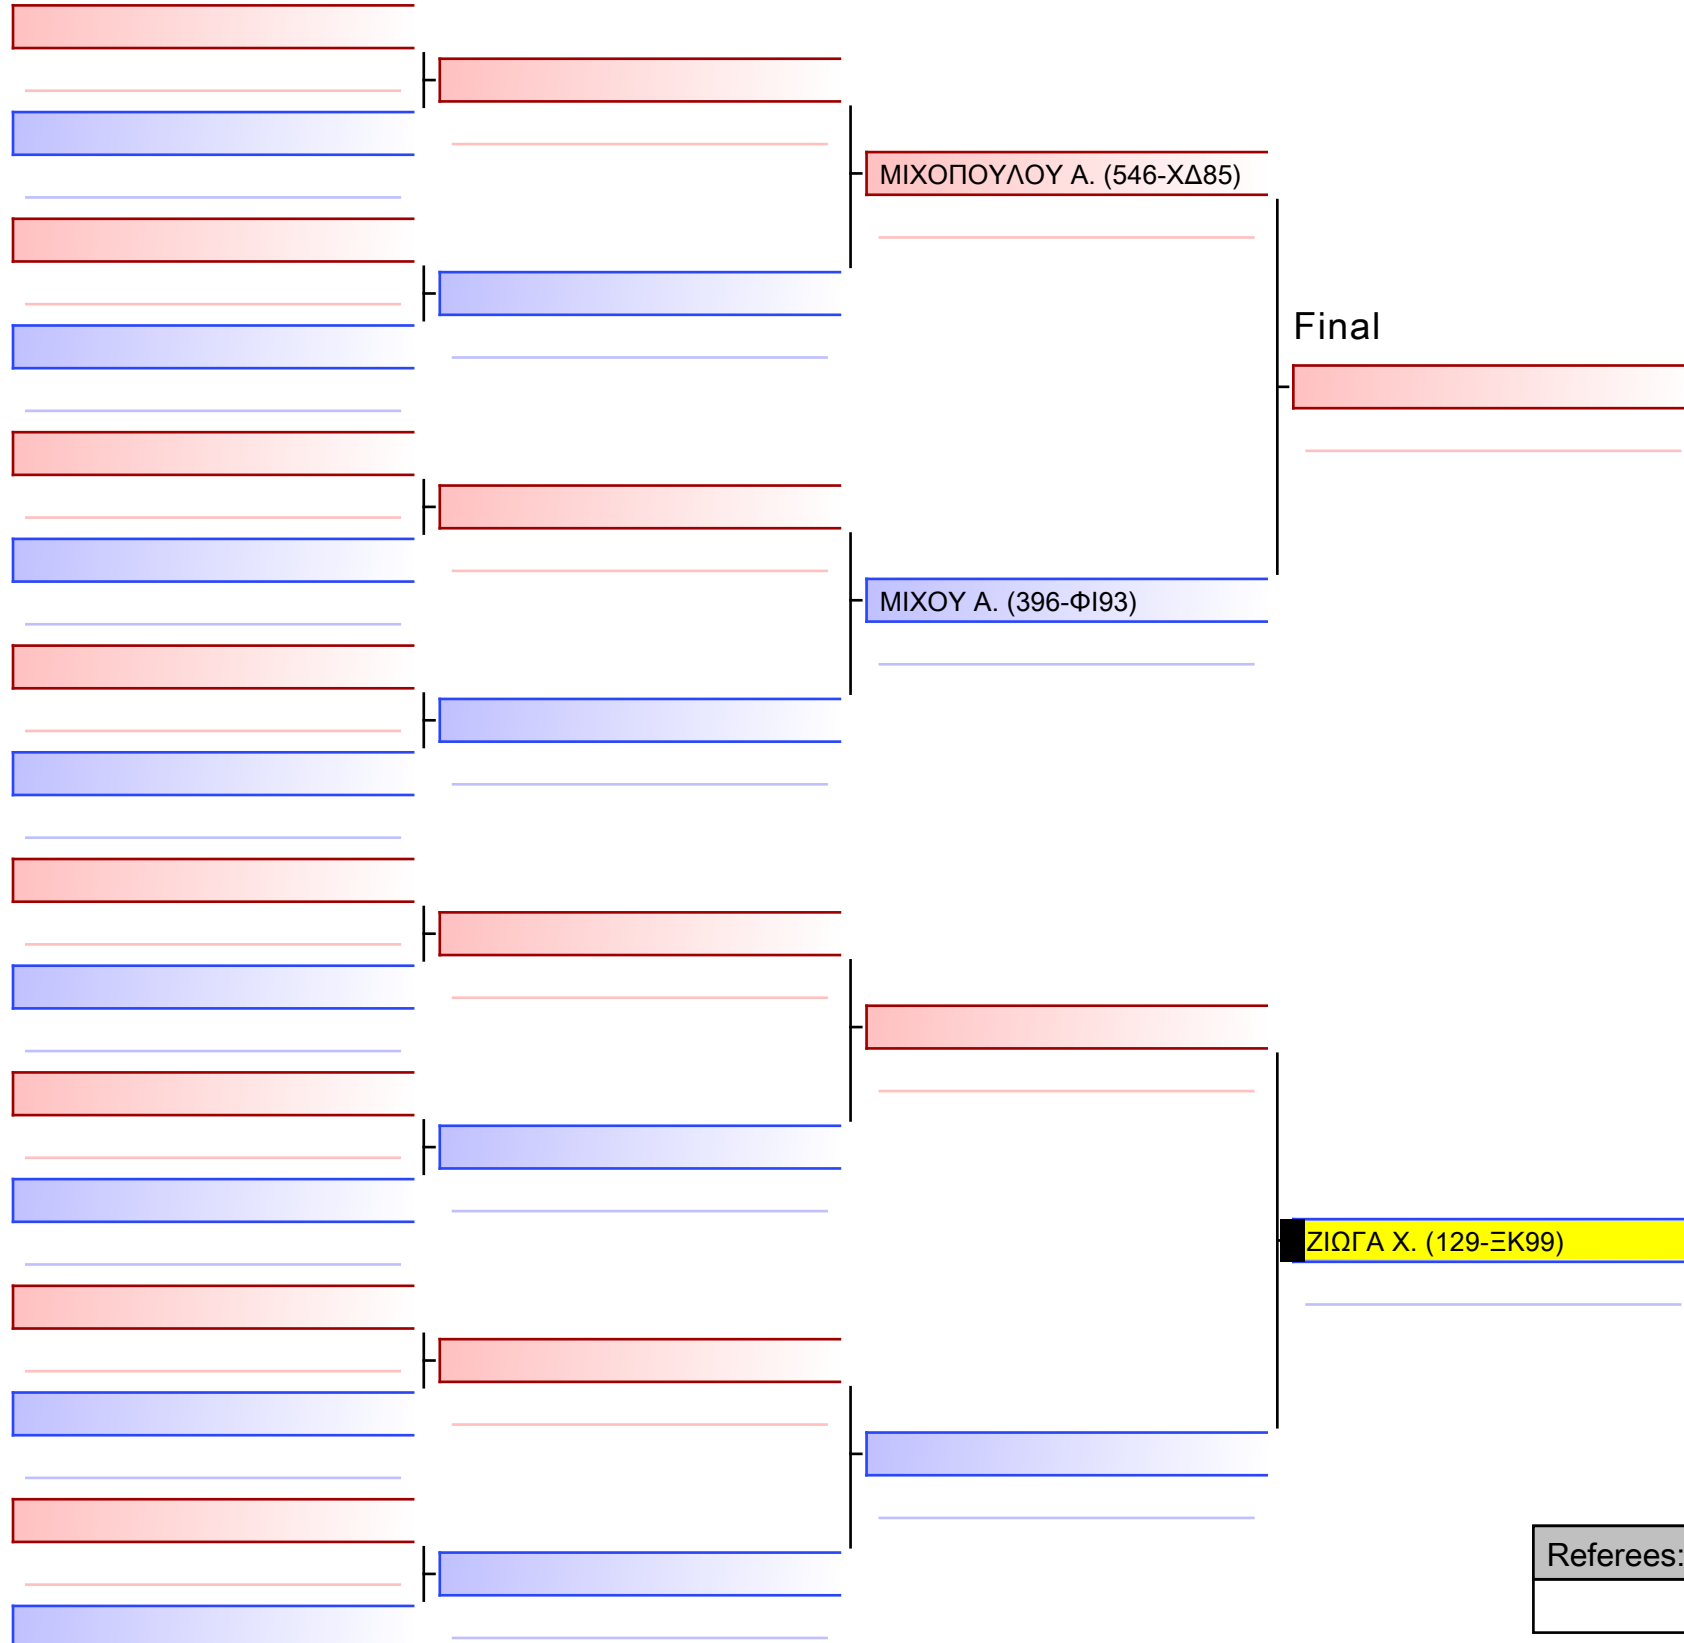 ΜΙΧΟΠΟΥΛΟΥ Α. (546-ΧΔ85)
Final
ΜΙΧΟΥ Α. (396-ΦΙ93)
ΖΙΩΓΑ Χ. (129-ΞΚ99)
Referees: